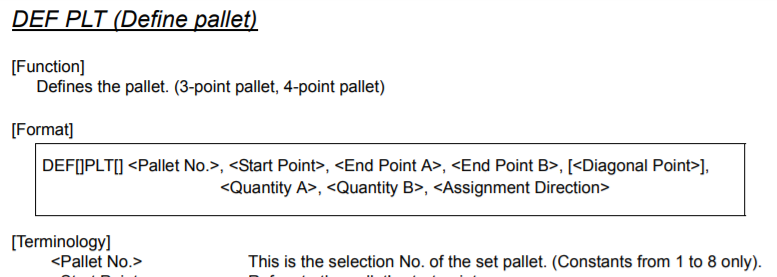 DEF PLT (Define pallet)
[Function]
Defines the pallet. (3-point pallet, 4-point pallet)
[Format]
DEF[]PLT[] <Pallet No.>, <Start Point>, <End Point A>, <End Point B>, [<Diagonal Point>],
<Quantity A>, <Quantity B>, <Assignment Direction>
[Terminology]
<Pallet No.> This is the selection No. of the set pallet. (Constants from 1 to 8 only).